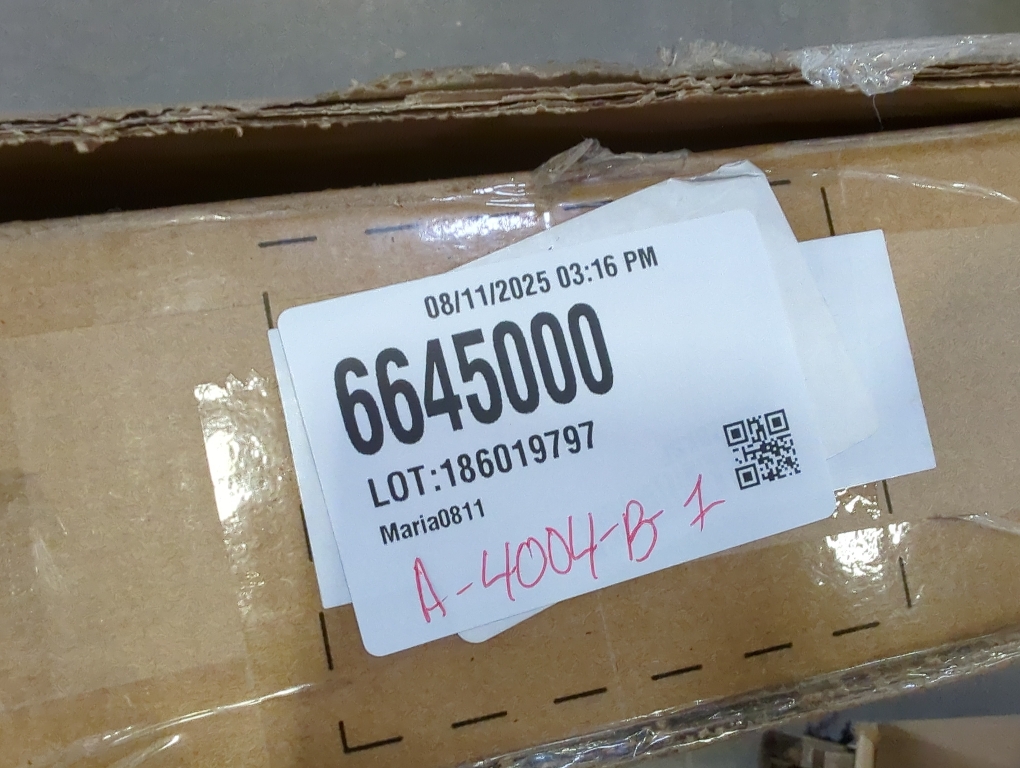 08/11/2025 03:16 PM
6645000
LOT:186019797
Maria0811
A-4004-B 1